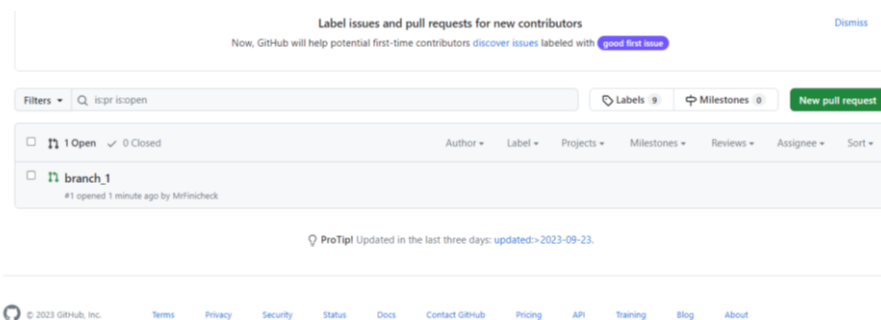 Label issues and pull requests for new contributors
Dismiss
Now, GitHub will help potential first-time contributors discover issues labeled with good first issue
Filters is:pr is:open Labels 9 Milestones 0 New pull request
1 Open 0 Closed Author Label Projects Milestones Reviews Assignee Sort
branch_1
#1 opened 1 minute ago by MrFinicheck
ProTip! Updated in the last three days: updated:>2023-09-23.
© 2023 GitHub, Inc. Terms Privacy Security Status Docs Contact GitHub Pricing API Training Blog About